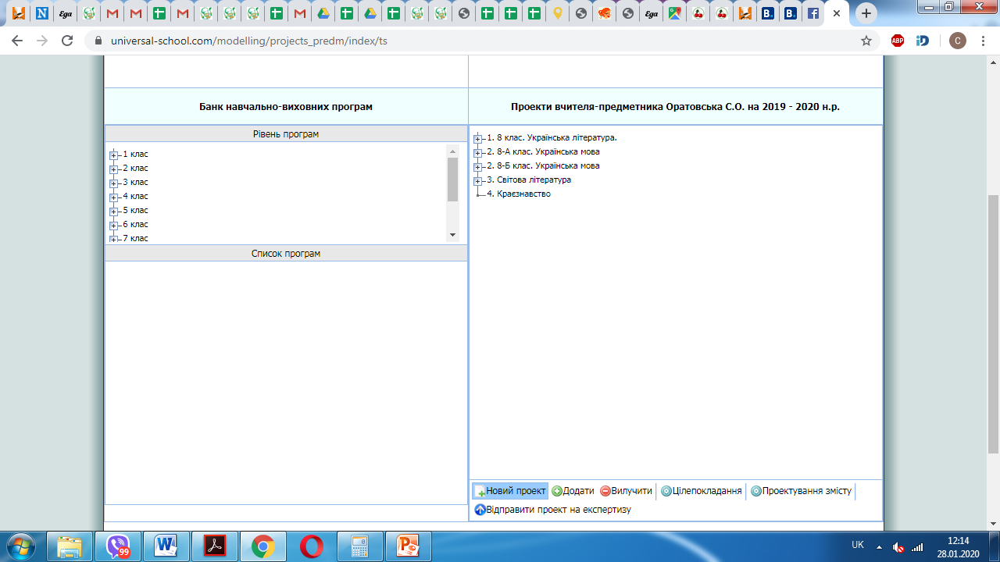 universal-school.com/modelling/projects_predm/index/ts
ABP
C
Банк навчально-виховних програм
Проекти вчителя-предметника Оратовська С.О. на 2019 - 2020 н.р.
Рівень програм
1 клас
2 клас
3 клас
4 клас
5 клас
6 клас
7 клас
Список програм
1. 8 клас. Українська література.
2. 8-А клас. Українська мова
2. 8-Б клас. Українська мова
3. Світова література
4. Краєзнавство
Новий проект Додати Вилучити Цілепокладання Проектування змісту
Відправити проект на експертизу
99
UK
12:14
28.01.2020